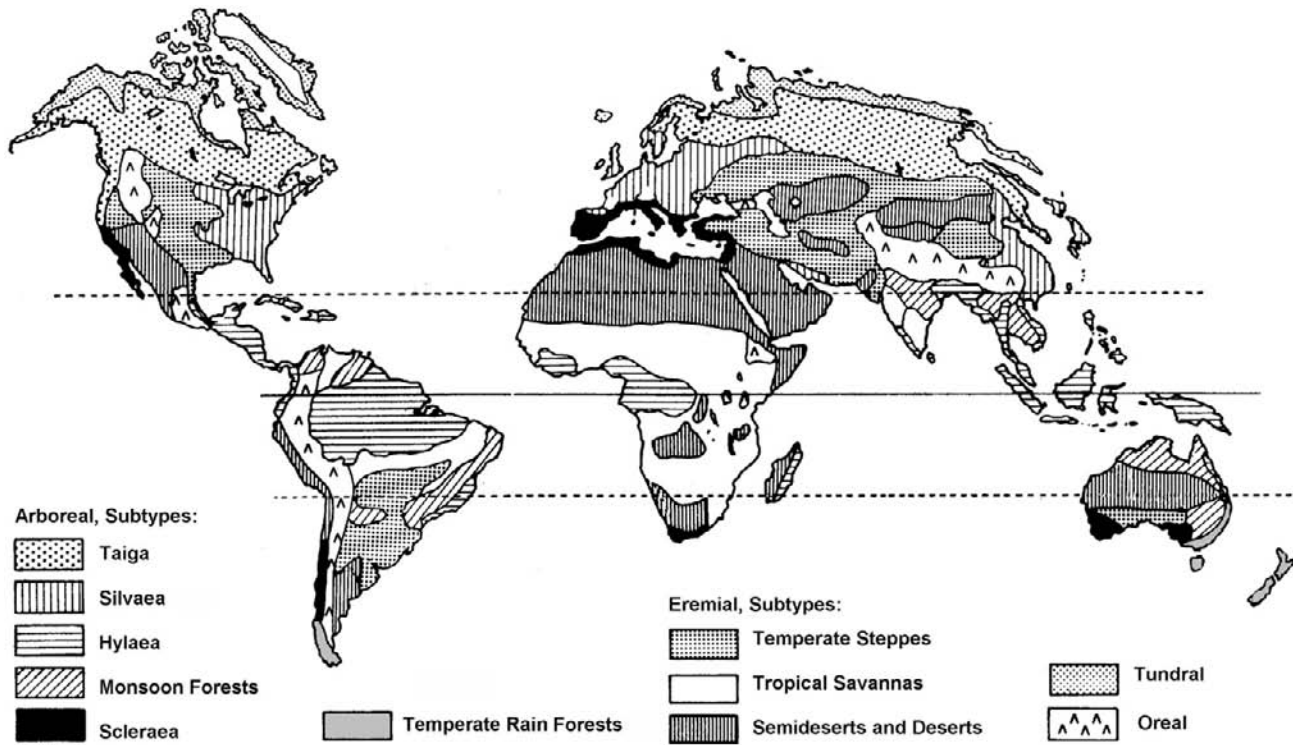 Arboreal, Subtypes:
Taiga
Silvaea
Hylaea
Monsoon Forests
Scleraea
Temperate Rain Forests
Eremial, Subtypes:
Temperate Steppes
Tropical Savannas
Semideserts and Deserts
Tundral
Oreal